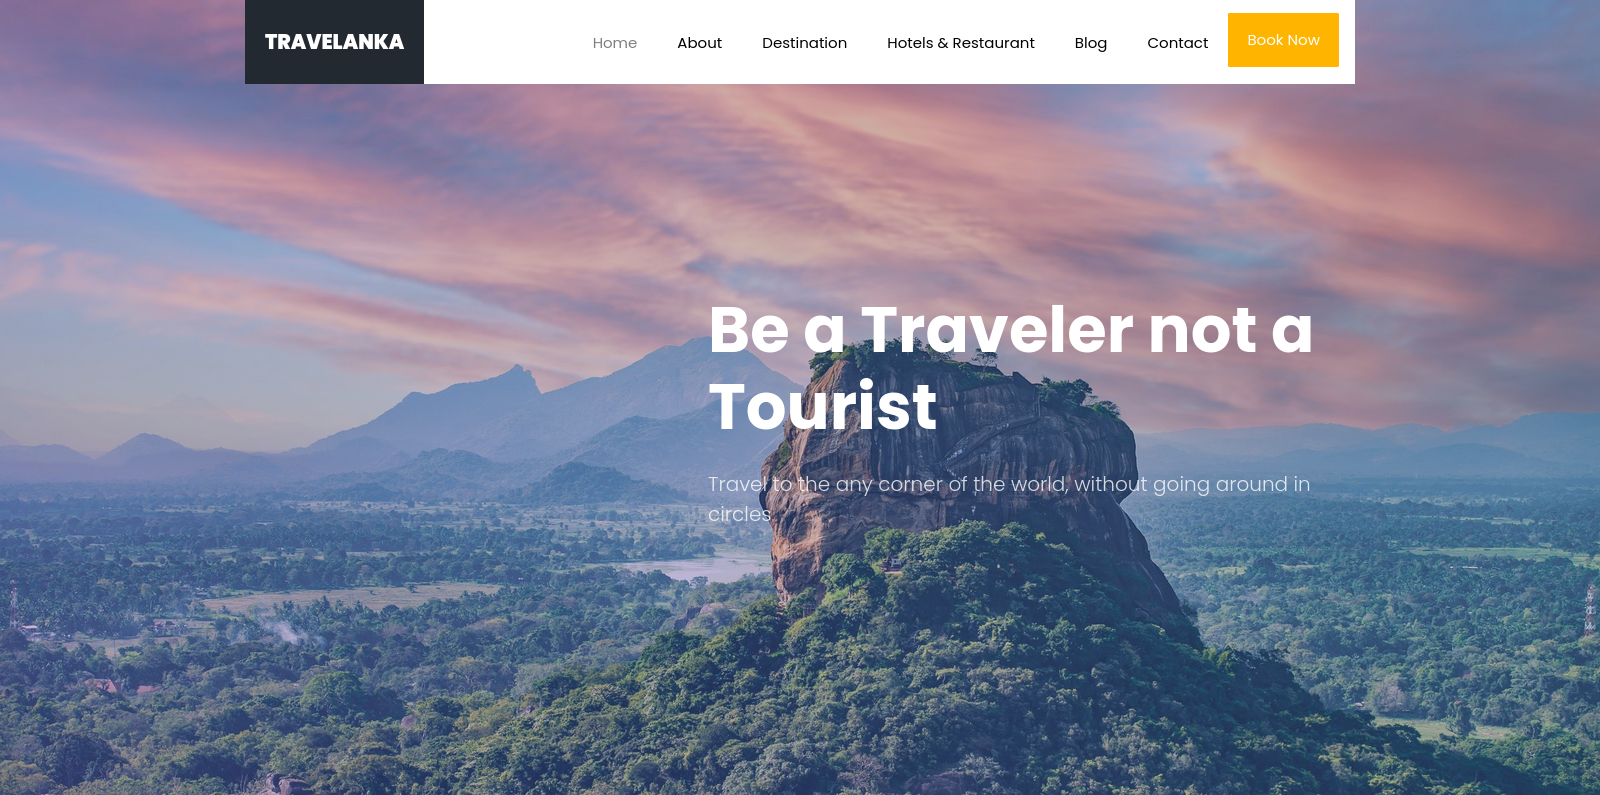 TRAVELANKA
Home About Destination Hotels & Restaurant Blog Contact Book Now
Be a Traveler not a
Tourist
Travel to the any corner of the world, without going around in
circles